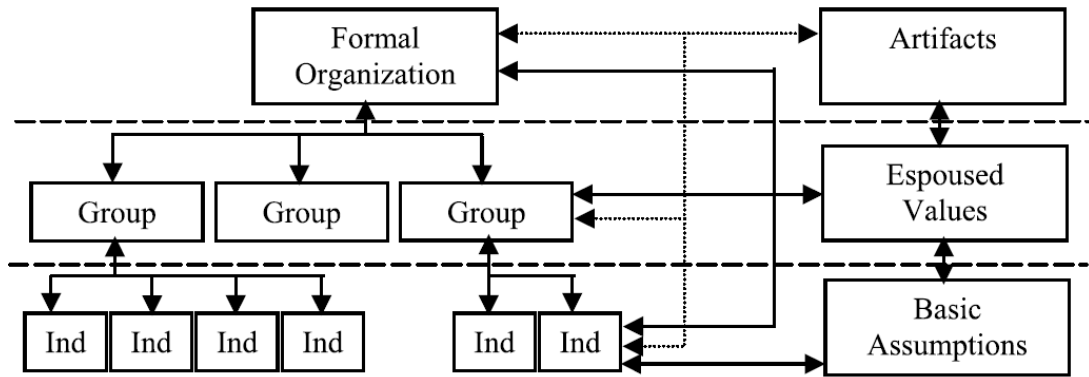 Formal
Organization
Artifacts
Group
Group
Group
Espoused
Values
Ind
Ind
Ind
Ind
Ind
Ind
Basic
Assumptions